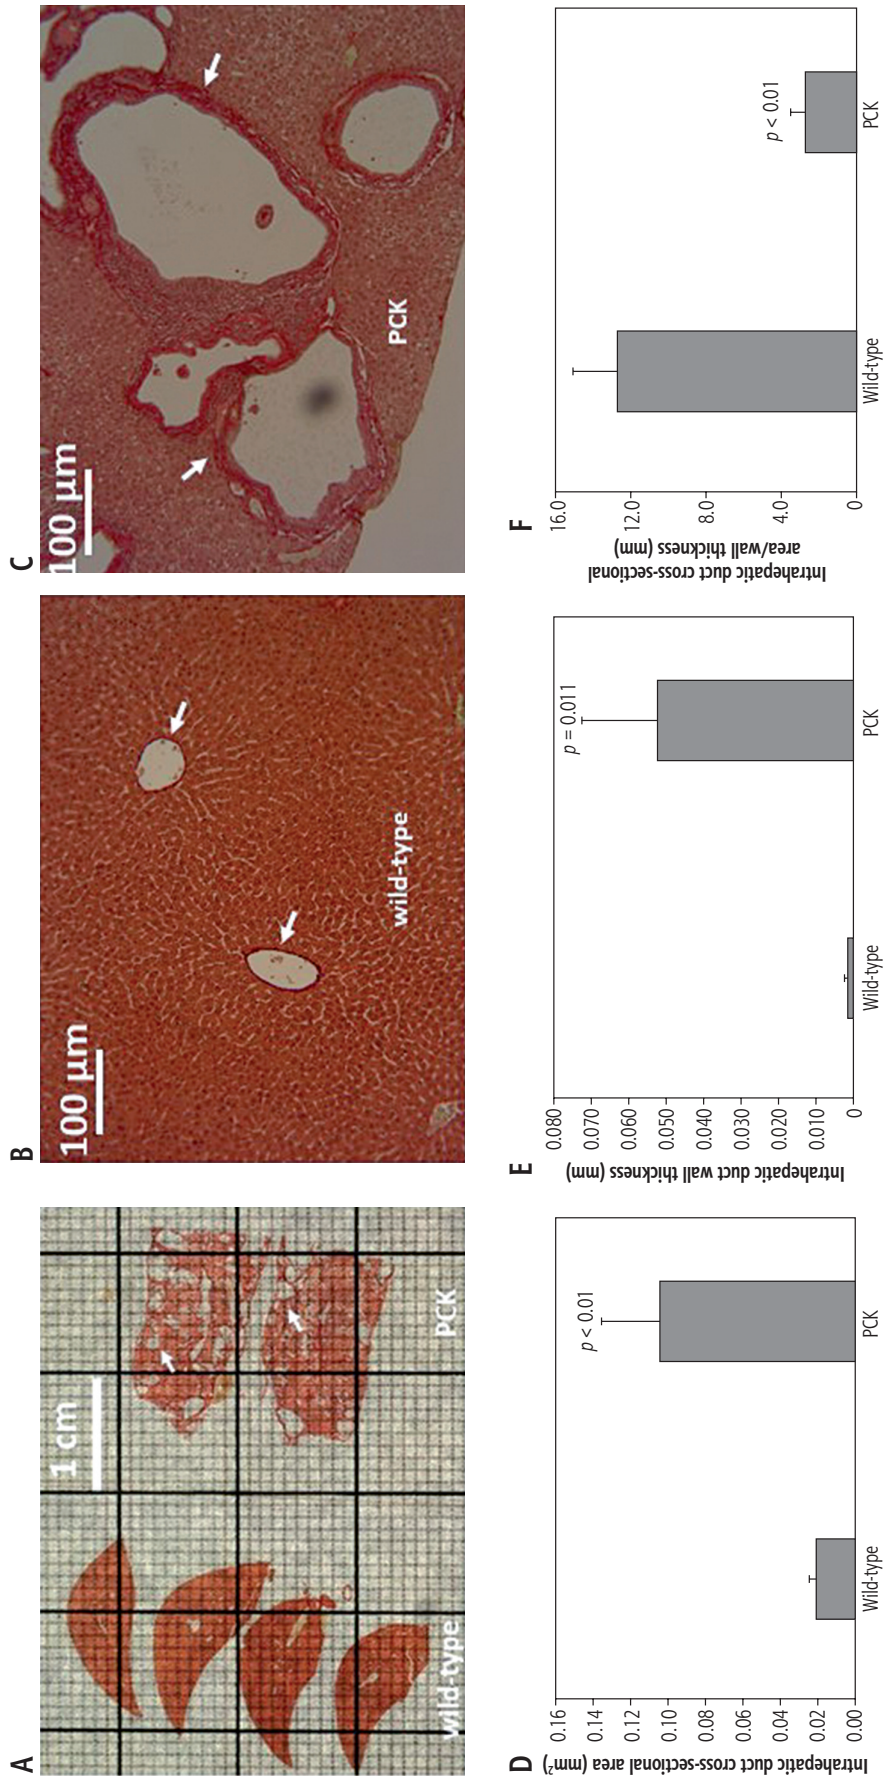 A
1 cm
wild-type
PCK
B
100 µm
wild-type
C
100 µm
PCK
D
Intrahepatic duct cross-sectional area (mm²)
0.16
0.14
0.12
0.10
0.08
0.06
0.04
0.02
0.00
p < 0.01
Wild-type
PCK
E
Intrahepatic duct wall thickness (mm)
0.080
0.070
0.060
0.050
0.040
0.030
0.020
0.010
0
p = 0.011
Wild-type
PCK
F
Intrahepatic duct cross-sectional
area/wall thickness (mm)
16.0
12.0
8.0
4.0
0
p < 0.01
Wild-type
PCK